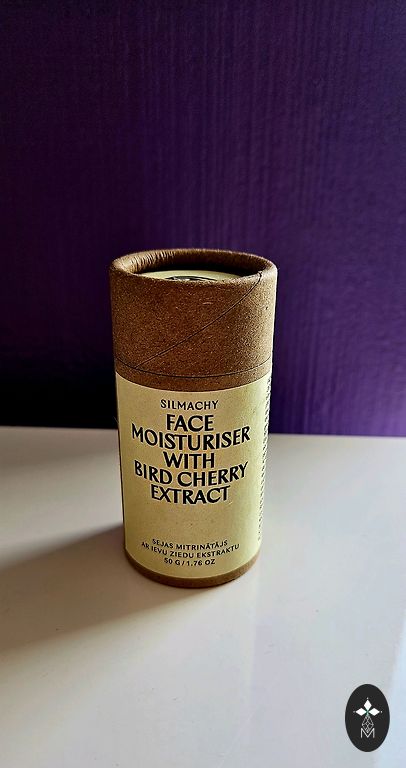 SILMACHY
FACE
MOISTURISER
WITH
BIRD CHERRY
EXTRACT
SEJAS MITRINĀTĀJS
AR IEVU ZIEDU EKSTRAKTU
50 G / 1.76 OZ
M